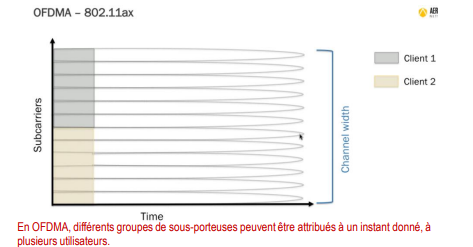 OFDMA – 802.11ax
AER
Client 1
Client 2
Subcarriers
Channel width
Time
En OFDMA, différents groupes de sous-porteuses peuvent être attribués à un instant donné, à
plusieurs utilisateurs.